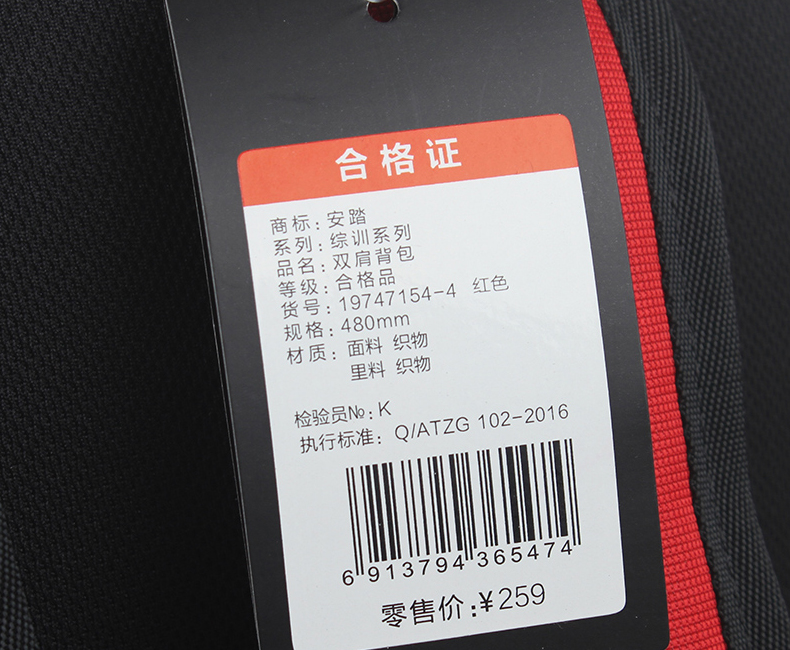 合格证
商标：安踏
系列：综训系列
品名：双肩背包
等级：合格品
货号：19747154-4 红色
规格：480mm
材质：面料 织物
里料 织物
检验员№：K
执行标准：Q/ATZG 102-2016
6 913794 365474
零售价：¥259